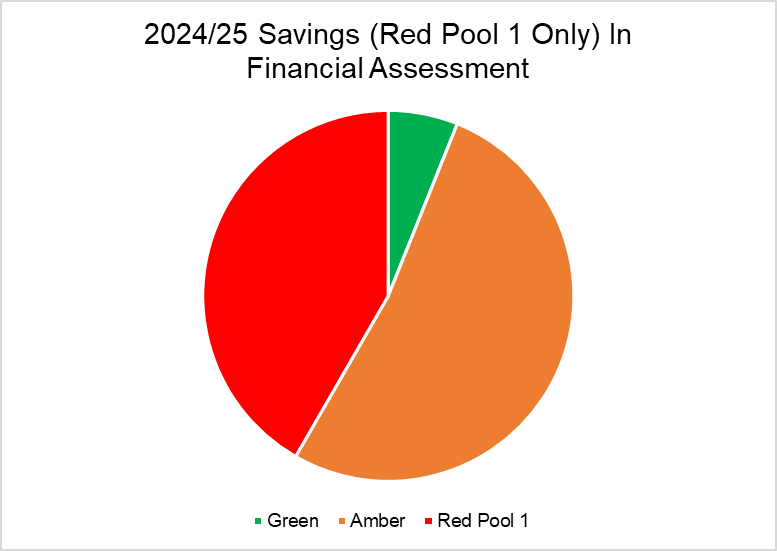 2024/25 Savings (Red Pool 1 Only) In
Financial Assessment
Green Amber Red Pool 1